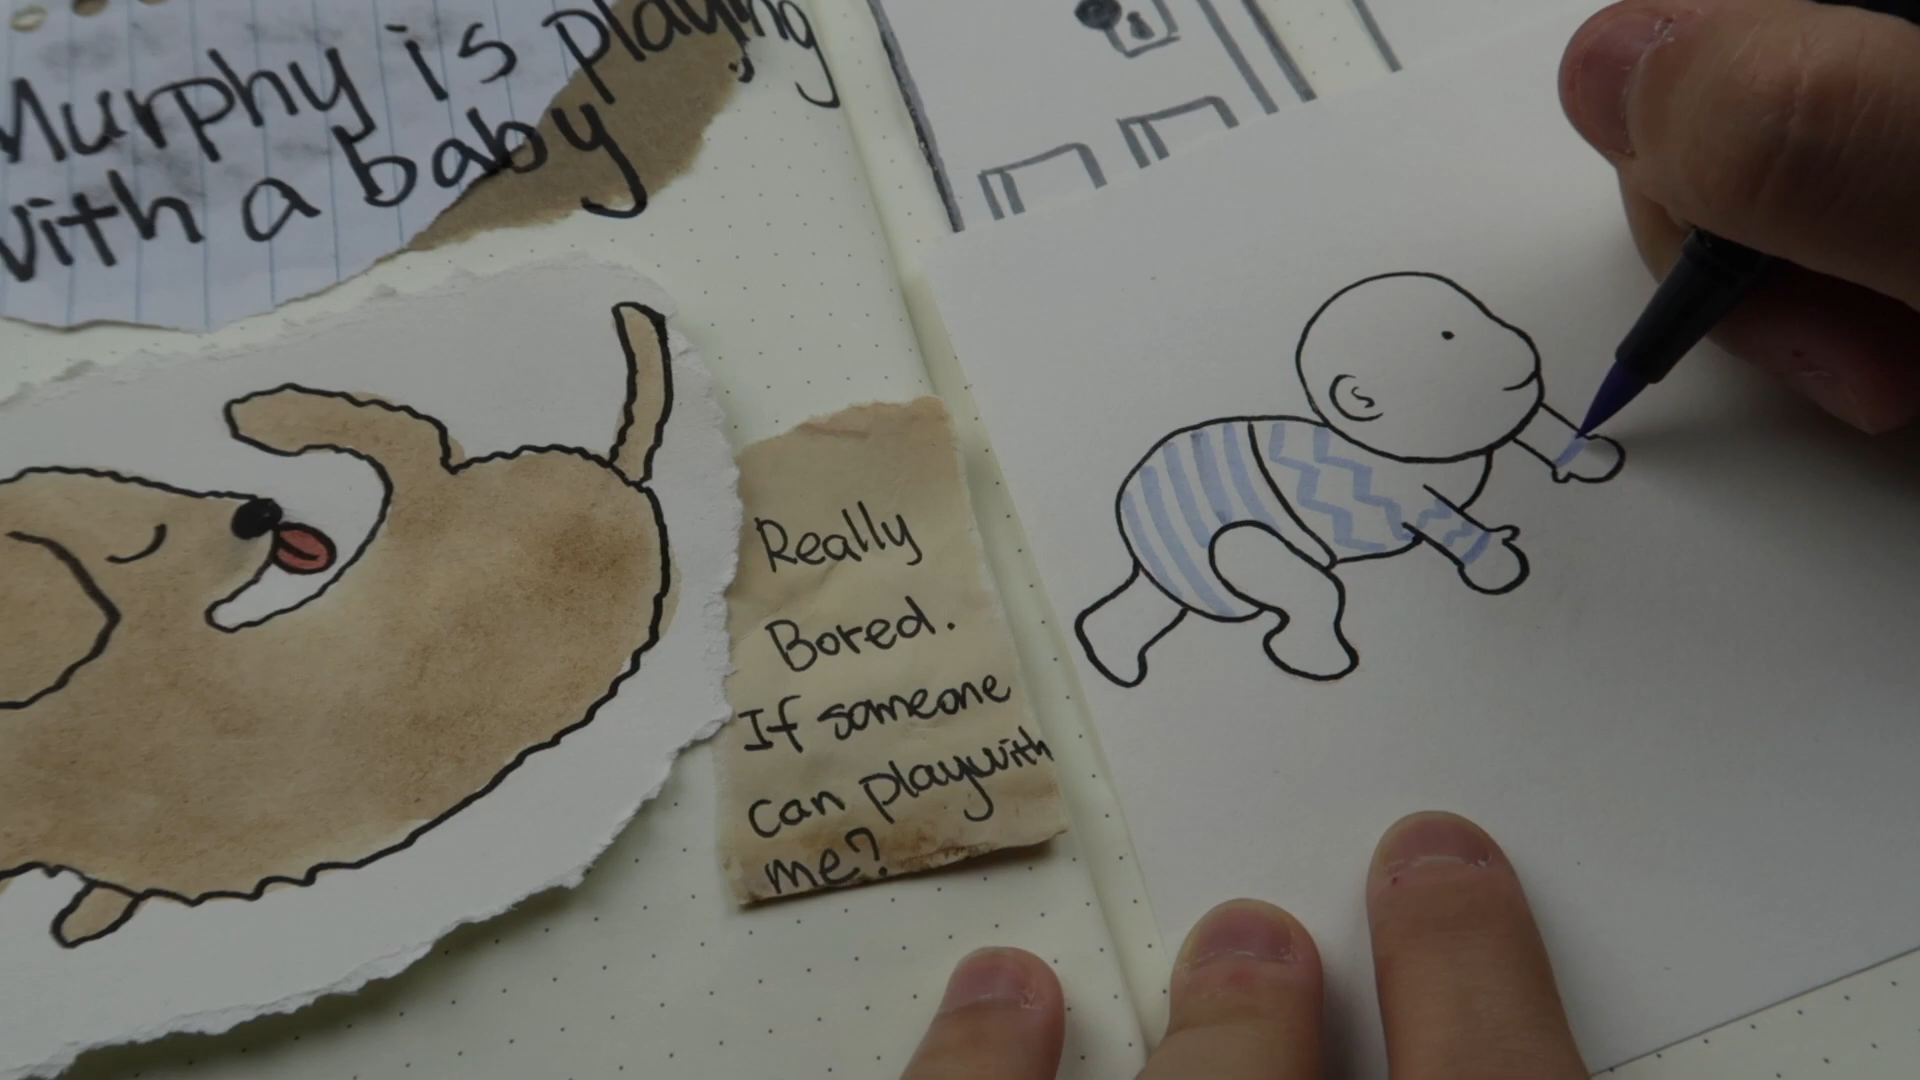 Murphy is playing
with a baby
Really
Bored.
If someone
can playwith
me?